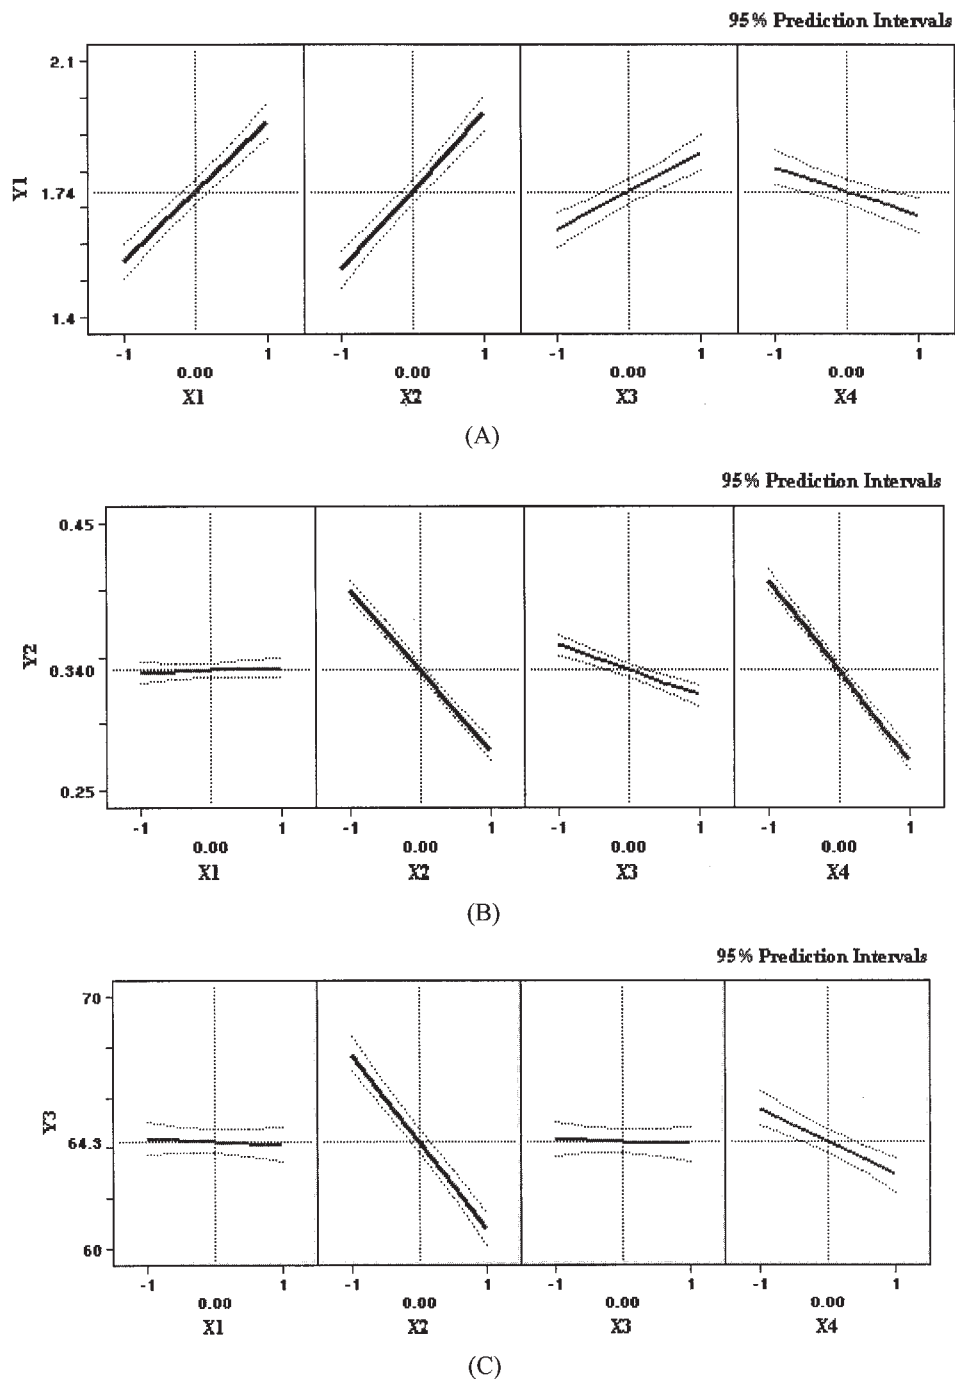 95% Prediction Intervals
2.1
Y1
1.74
1.4
-1 1 -1 1 -1 1 -1 1
0.00 0.00 0.00 0.00
X1 X2 X3 X4
(A)
95% Prediction Intervals
0.45
Y2
0.340
0.25
-1 1 -1 1 -1 1 -1 1
0.00 0.00 0.00 0.00
X1 X2 X3 X4
(B)
95% Prediction Intervals
70
Y3
64.3
60
-1 1 -1 1 -1 1 -1 1
0.00 0.00 0.00 0.00
X1 X2 X3 X4
(C)